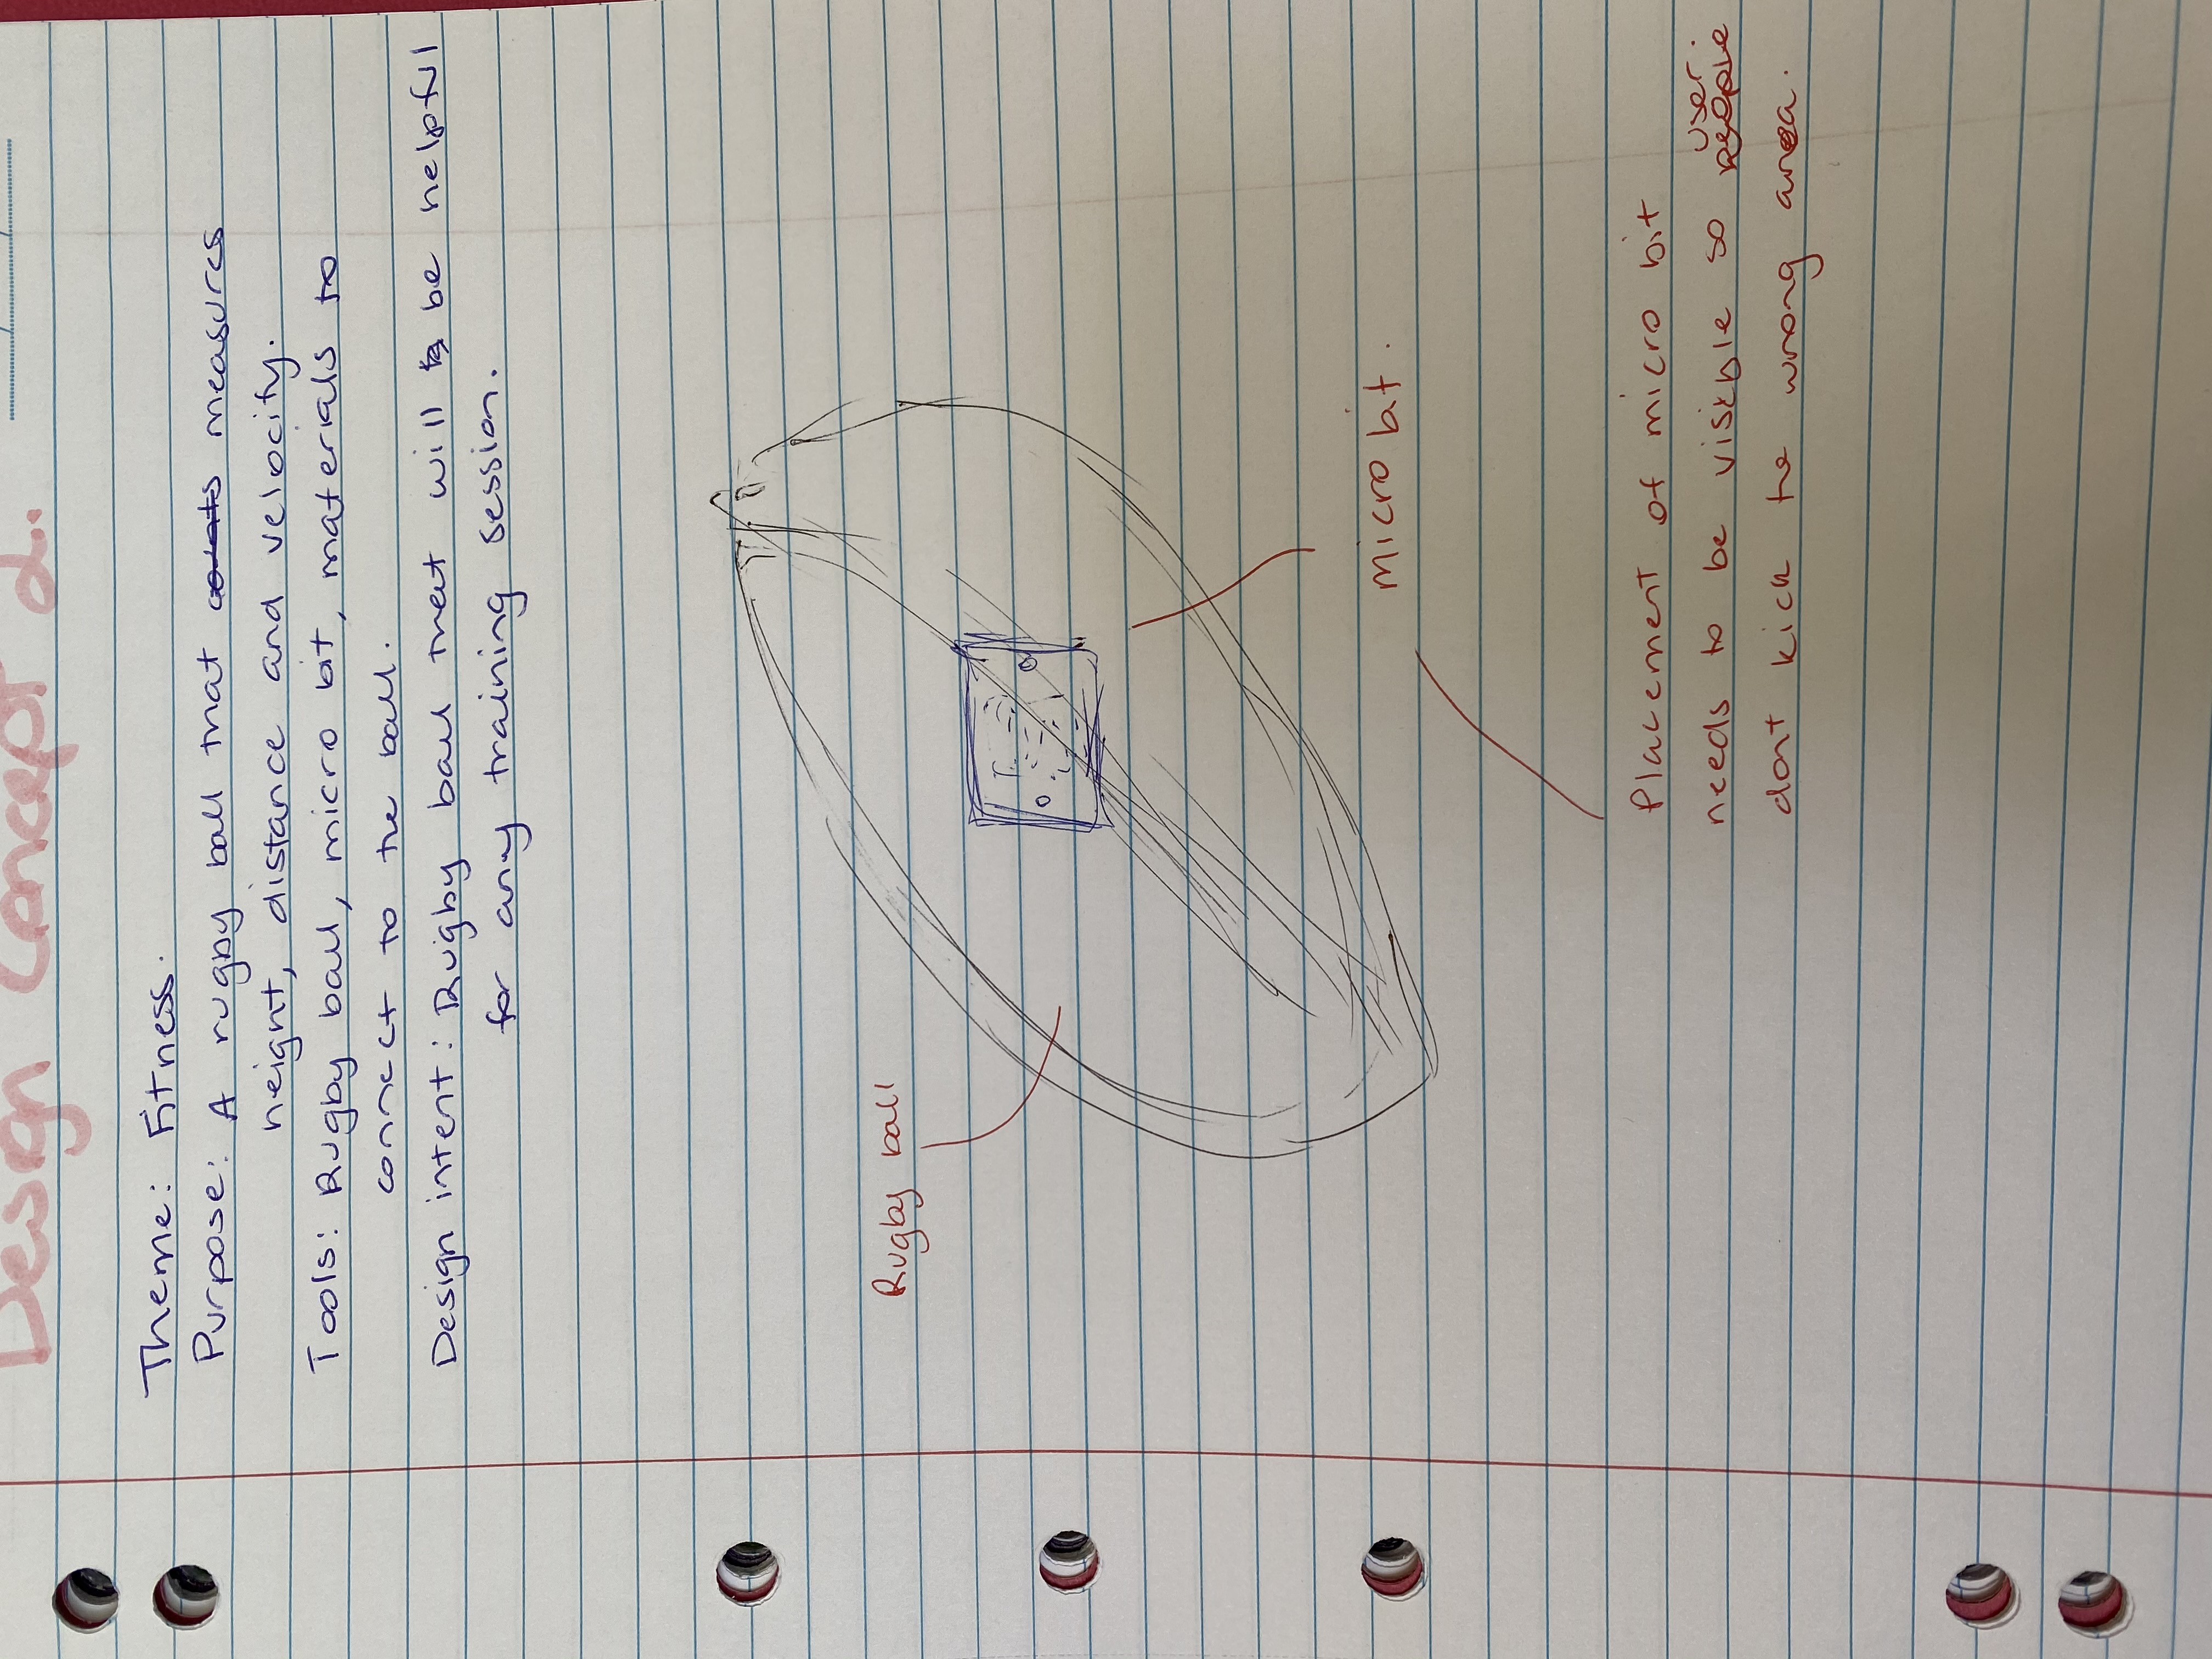 Design Concept 2.
Theme: Fitness.
Purpose: A rugby ball that counts measures
height, distance and velocity.
Tools: Rugby ball, micro bit, materials to
connect to the ball.
Design intent: Rugby ball that will be helpful
for any training session.
Rugby ball
micro bit.
Placement of micro bit
user.
needs to be visible so people
dont kick the wrong area.